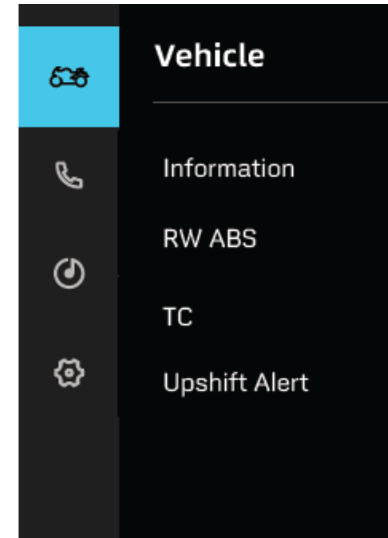 Vehicle
Information
RW ABS
TC
Upshift Alert